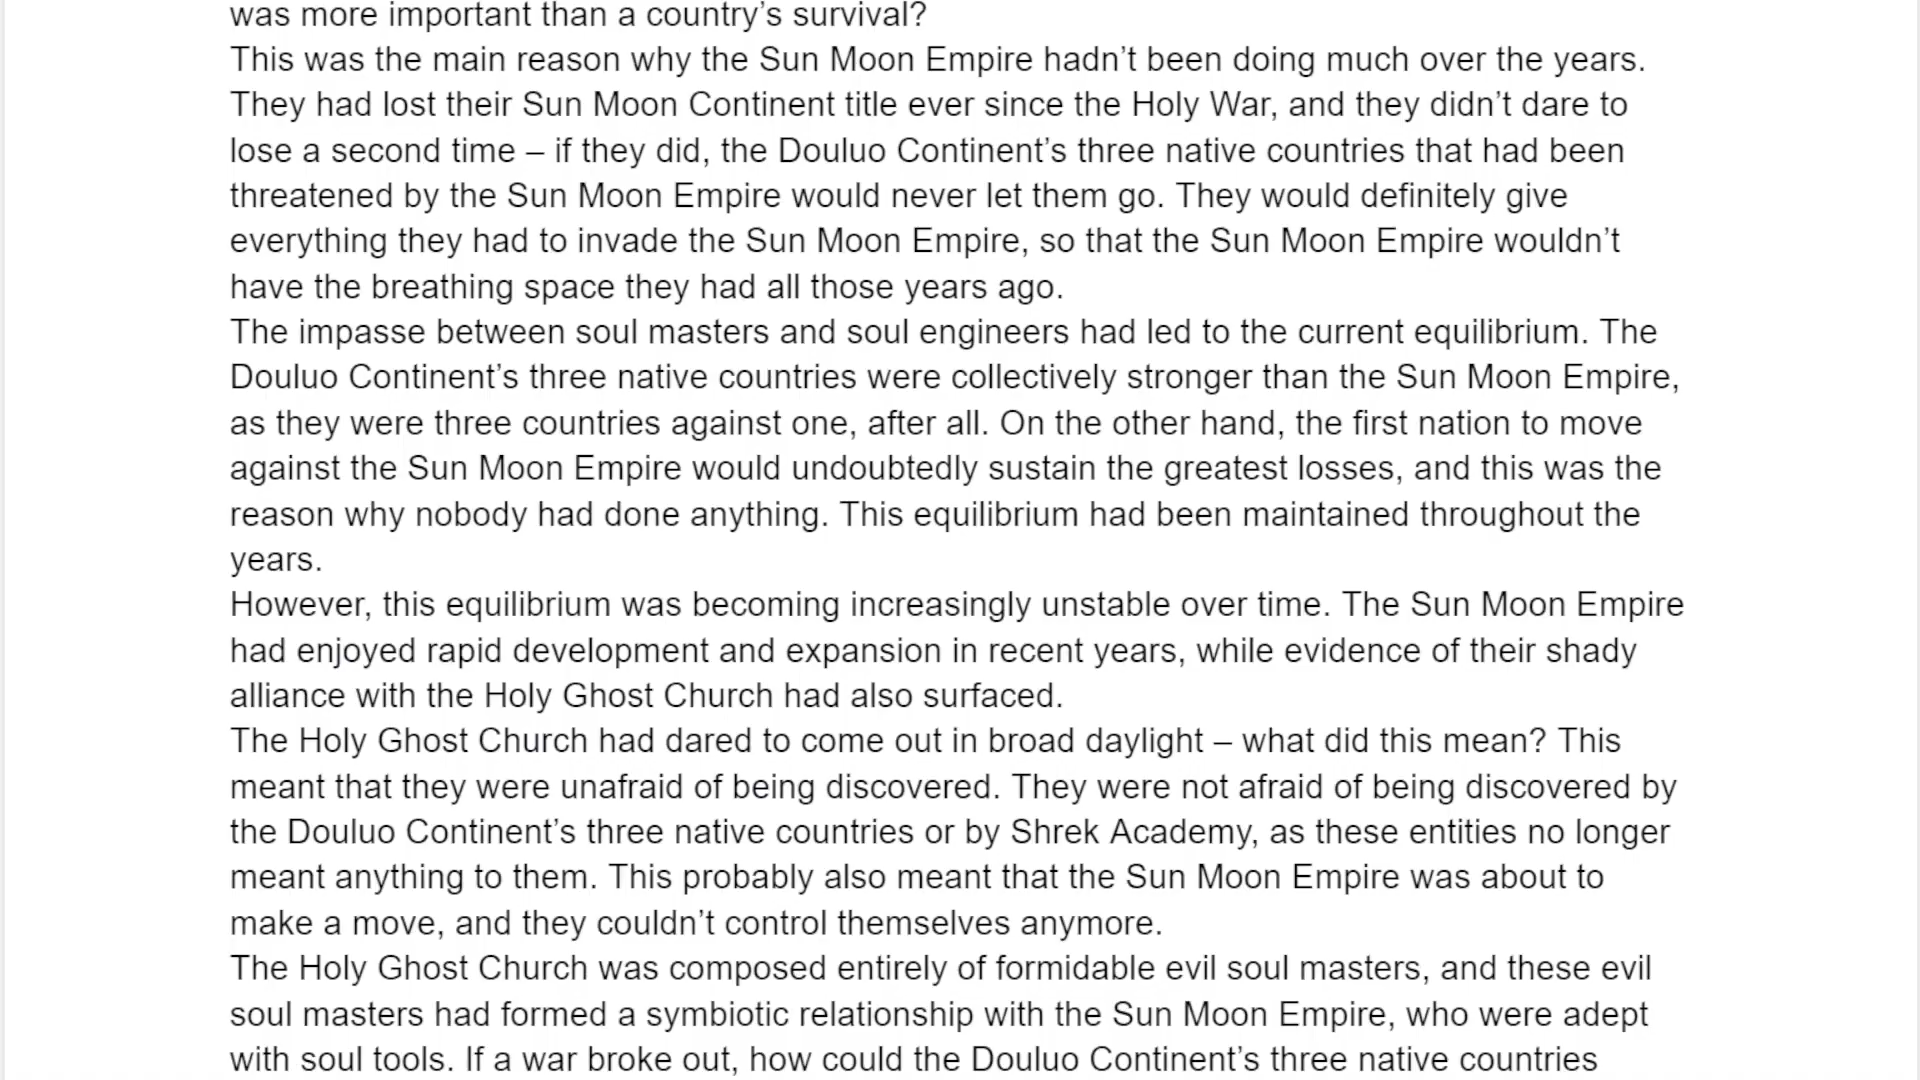 was more important than a country’s survival?
This was the main reason why the Sun Moon Empire hadn’t been doing much over the years.
They had lost their Sun Moon Continent title ever since the Holy War, and they didn’t dare to
lose a second time – if they did, the Douluo Continent’s three native countries that had been
threatened by the Sun Moon Empire would never let them go. They would definitely give
everything they had to invade the Sun Moon Empire, so that the Sun Moon Empire wouldn’t
have the breathing space they had all those years ago.
The impasse between soul masters and soul engineers had led to the current equilibrium. The
Douluo Continent’s three native countries were collectively stronger than the Sun Moon Empire,
as they were three countries against one, after all. On the other hand, the first nation to move
against the Sun Moon Empire would undoubtedly sustain the greatest losses, and this was the
reason why nobody had done anything. This equilibrium had been maintained throughout the
years.
However, this equilibrium was becoming increasingly unstable over time. The Sun Moon Empire
had enjoyed rapid development and expansion in recent years, while evidence of their shady
alliance with the Holy Ghost Church had also surfaced.
The Holy Ghost Church had dared to come out in broad daylight – what did this mean? This
meant that they were unafraid of being discovered. They were not afraid of being discovered by
the Douluo Continent’s three native countries or by Shrek Academy, as these entities no longer
meant anything to them. This probably also meant that the Sun Moon Empire was about to
make a move, and they couldn’t control themselves anymore.
The Holy Ghost Church was composed entirely of formidable evil soul masters, and these evil
soul masters had formed a symbiotic relationship with the Sun Moon Empire, who were adept
with soul tools. If a war broke out, how could the Douluo Continent’s three native countries